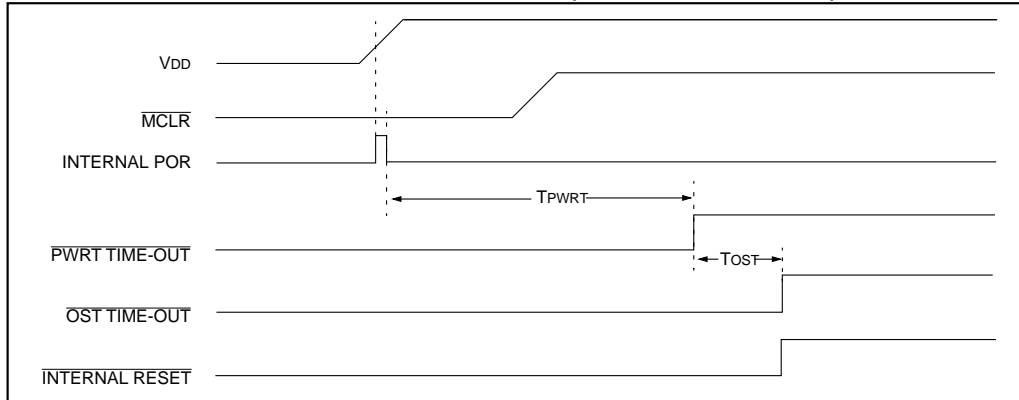 VDD
MCLR
INTERNAL POR
TPWRT
PWRT TIME-OUT
TOST
OST TIME-OUT
INTERNAL RESET